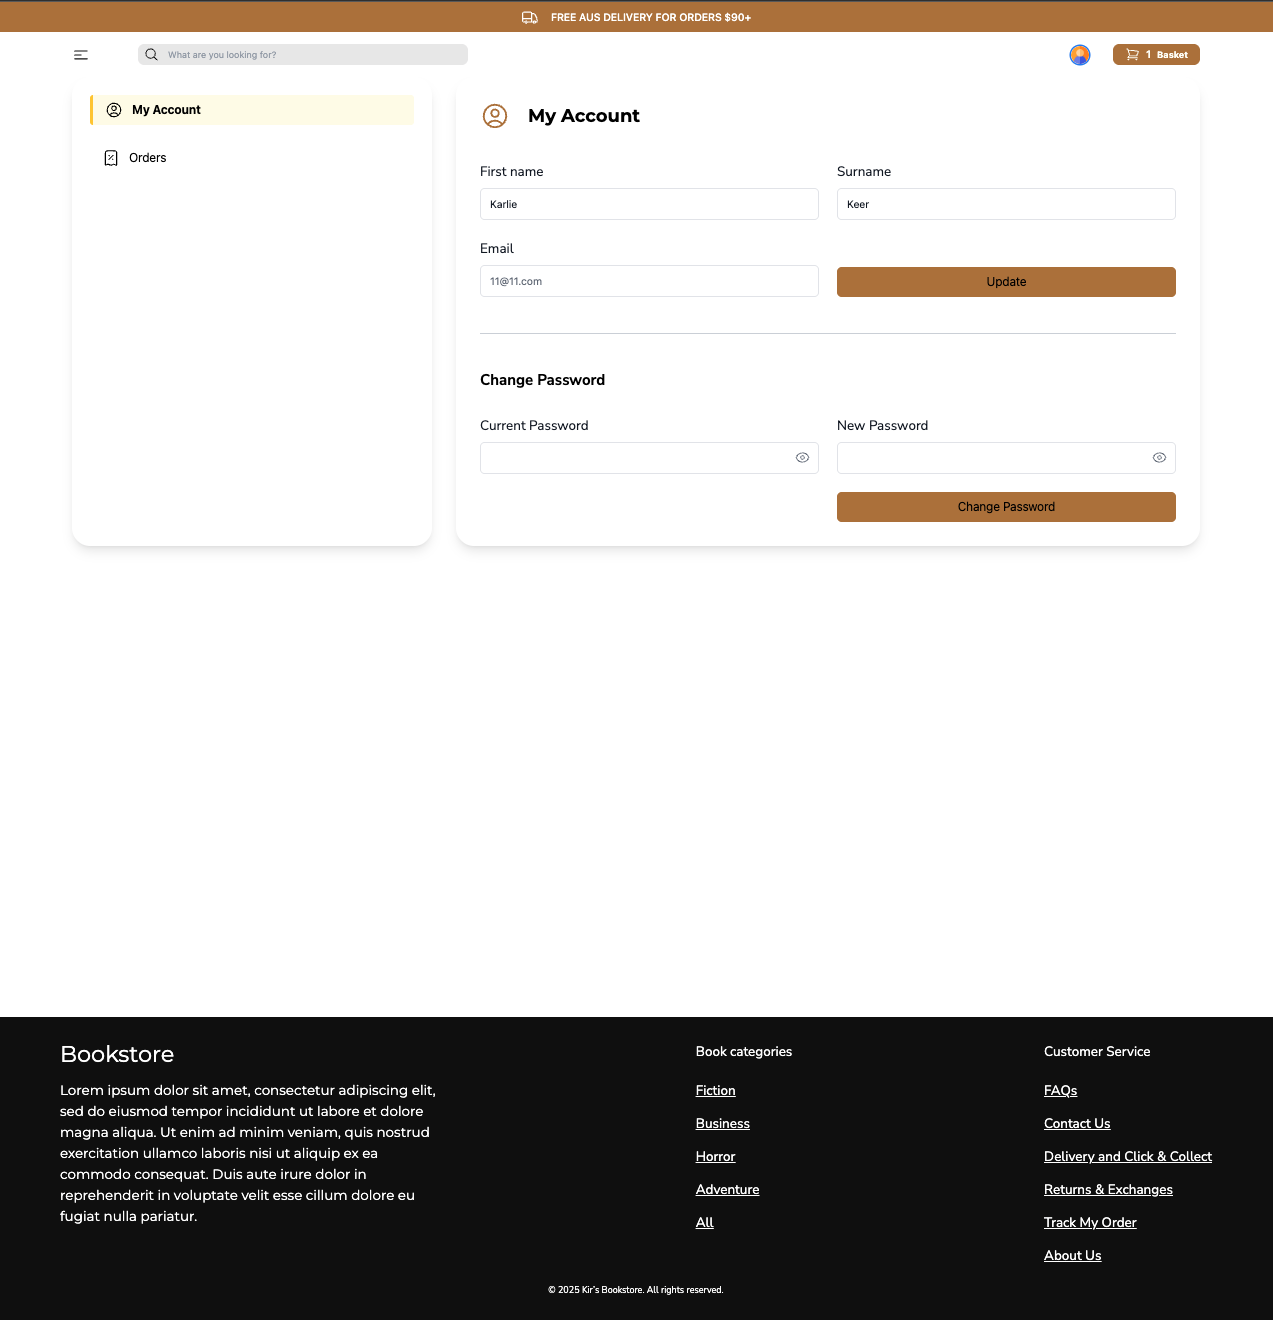 FREE AUS DELIVERY FOR ORDERS $90+
What are you looking for?
1 Basket
My Account
Orders
My Account
First name
Surname
Karlie
Keer
Email
11@11.com
Update
Change Password
Current Password
New Password
Change Password
Bookstore
Lorem ipsum dolor sit amet, consectetur adipiscing elit,
sed do eiusmod tempor incididunt ut labore et dolore
magna aliqua. Ut enim ad minim veniam, quis nostrud
exercitation ullamco laboris nisi ut aliquip ex ea
commodo consequat. Duis aute irure dolor in
reprehenderit in voluptate velit esse cillum dolore eu
fugiat nulla pariatur.
Book categories
Fiction
Business
Horror
Adventure
All
Customer Service
FAQs
Contact Us
Delivery and Click & Collect
Returns & Exchanges
Track My Order
About Us
© 2025 Kir's Bookstore. All rights reserved.